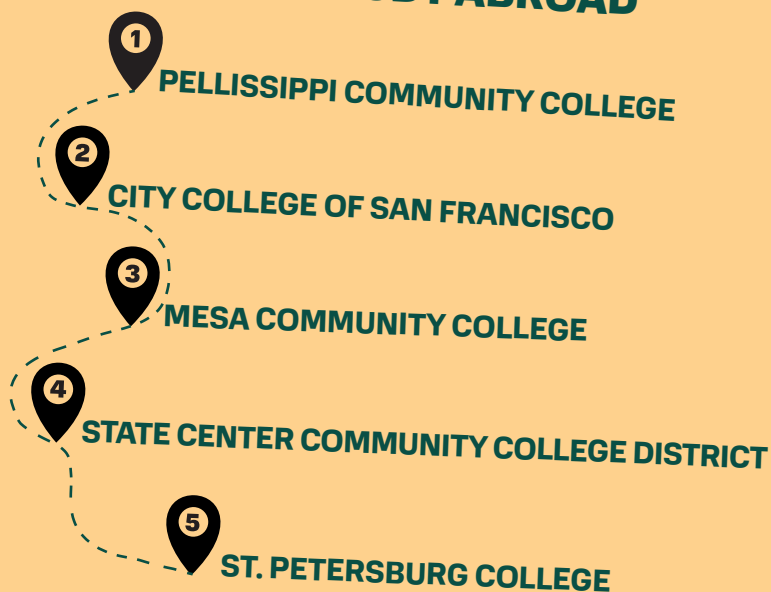 ABROAD
1
PELLISSIPPI COMMUNITY COLLEGE
2
CITY COLLEGE OF SAN FRANCISCO
3
MESA COMMUNITY COLLEGE
4
STATE CENTER COMMUNITY COLLEGE DISTRICT
5
ST. PETERSBURG COLLEGE